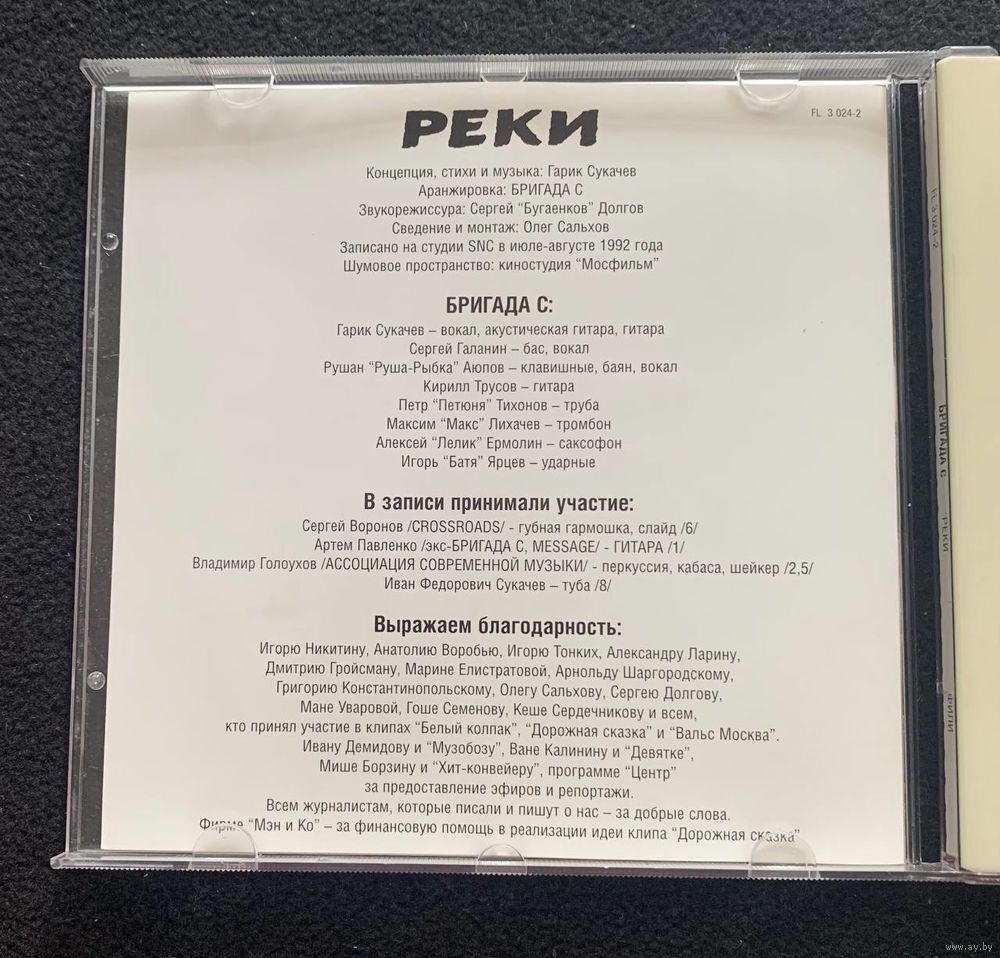 РЕКИ
FL 3 024-2
Концепция, стихи и музыка: Гарик Сукачев
Аранжировка: БРИГАДА С
Звукорежиссура: Сергей “Бугаенков” Долгов
Сведение и монтаж: Олег Сальхов
Записано на студии SNC в июле-августе 1992 года
Шумовое пространство: киностудия “Мосфильм”
БРИГАДА С:
Гарик Сукачев – вокал, акустическая гитара, гитара
Сергей Галанин – бас, вокал
Рушан “Руша-Рыбка” Аюпов – клавишные, баян, вокал
Кирилл Трусов – гитара
Петр “Петюня” Тихонов – труба
Максим “Макс” Лихачев – тромбон
Алексей “Лелик” Ермолин – саксофон
Игорь “Батя” Ярцев – ударные
В записи принимали участие:
Сергей Воронов /CROSSROADS/ - губная гармошка, слайд /6/
Артем Павленко /экс-БРИГАДА С, MESSAGE/ - ГИТАРА /1/
Владимир Голоухов /АССОЦИАЦИЯ СОВРЕМЕННОЙ МУЗЫКИ/ - перкуссия, кабаса, шейкер /2,5/
Иван Федорович Сукачев – туба /8/
Выражаем благодарность:
Игорю Никитину, Анатолию Воробью, Игорю Тонких, Александру Ларину,
Дмитрию Гройсману, Марине Елистратовой, Арнольду Шаргородскому,
Григорию Константинопольскому, Олегу Сальхову, Сергею Долгову,
Мане Уваровой, Гоше Семенову, Кеше Сердечникову и всем,
кто принял участие в клипах “Белый колпак”, “Дорожная сказка” и “Вальс Москва”.
Ивану Демидову и “Музобозу”, Ване Калинину и “Девятке”,
Мише Борзину и “Хит-конвейеру”, программе “Центр”
за предоставление эфиров и репортажи.
Всем журналистам, которые писали и пишут о нас – за добрые слова.
Фирме “Мэн и Ко” – за финансовую помощь в реализации идеи клипа “Дорожная сказка”
FL 3 024-2
БРИГАДА С
РЕКИ
ФИЛИ
www.ay.by